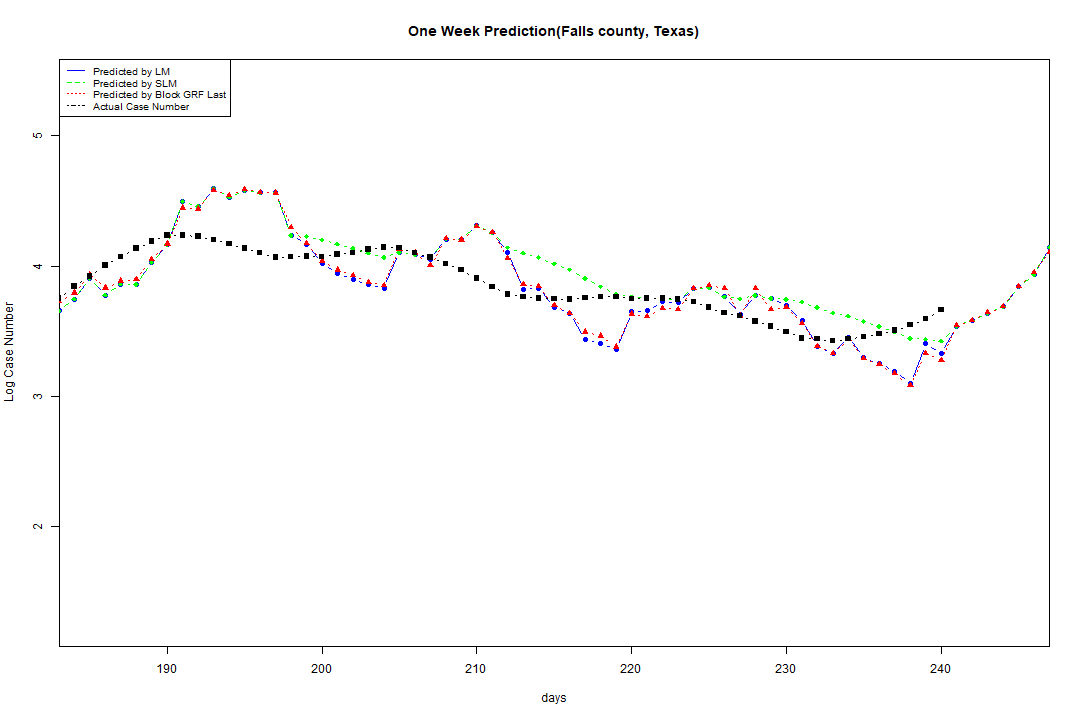 One Week Prediction(Falls county, Texas)
Predicted by LM
Predicted by SLM
Predicted by Block GRF Last
Actual Case Number
5
4
3
2
Log Case Number
190 200 210 220 230 240
days